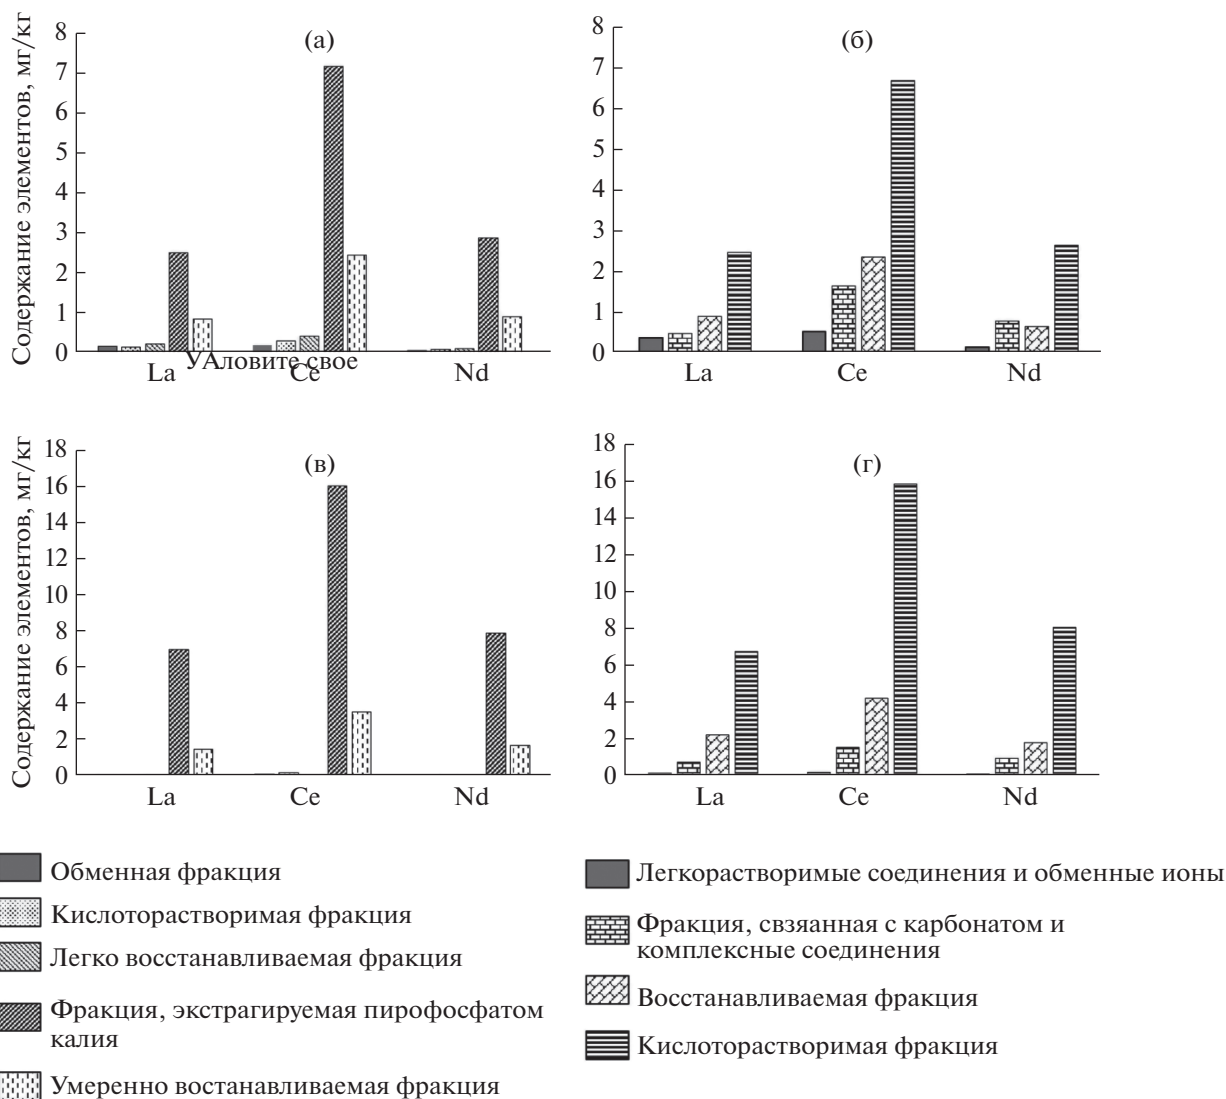 Содержание элементов, мг/кг
(а)
8
7
6
5
4
3
2
1
0
La
УАловите свое
Ce
Nd
(б)
8
7
6
5
4
3
2
1
0
La
Ce
Nd
Содержание элементов, мг/кг
(в)
18
16
14
12
10
8
6
4
2
0
La
Ce
Nd
(г)
18
16
14
12
10
8
6
4
2
0
La
Ce
Nd
Обменная фракция
Кислоторастворимая фракция
Легко восстанавливаемая фракция
Фракция, экстрагируемая пирофосфатом
калия
Умеренно востанавливаемая фракция
Легкорастворимые соединения и обменные ионы
Фракция, свзяанная с карбонатом и
комплексные соединения
Восстанавливаемая фракция
Кислоторастворимая фракция